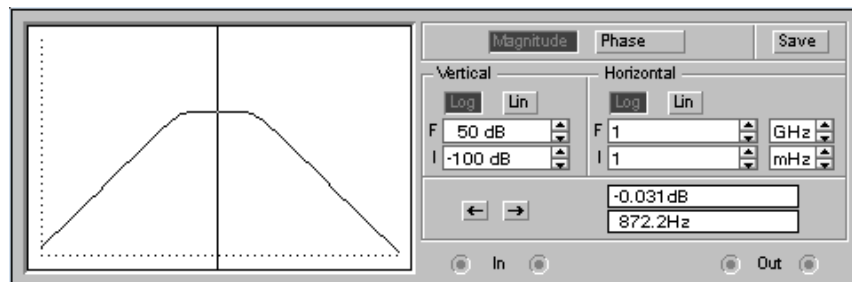 Magnitude Phase Save
Vertical Horizontal
Log Lin Log Lin
F 50 dB F 1 GHz
I -100 dB I 1 mHz
← → -0.031dB
872.2Hz
In Out